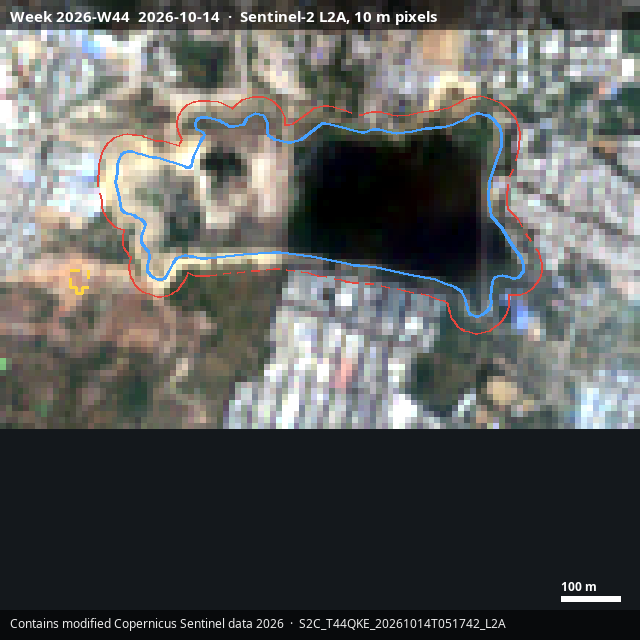 Week 2026-W44  2026-10-14  ·  Sentinel-2 L2A, 10 m pixels
100 m
Contains modified Copernicus Sentinel data 2026  ·  S2C_T44QKE_20261014T051742_L2A